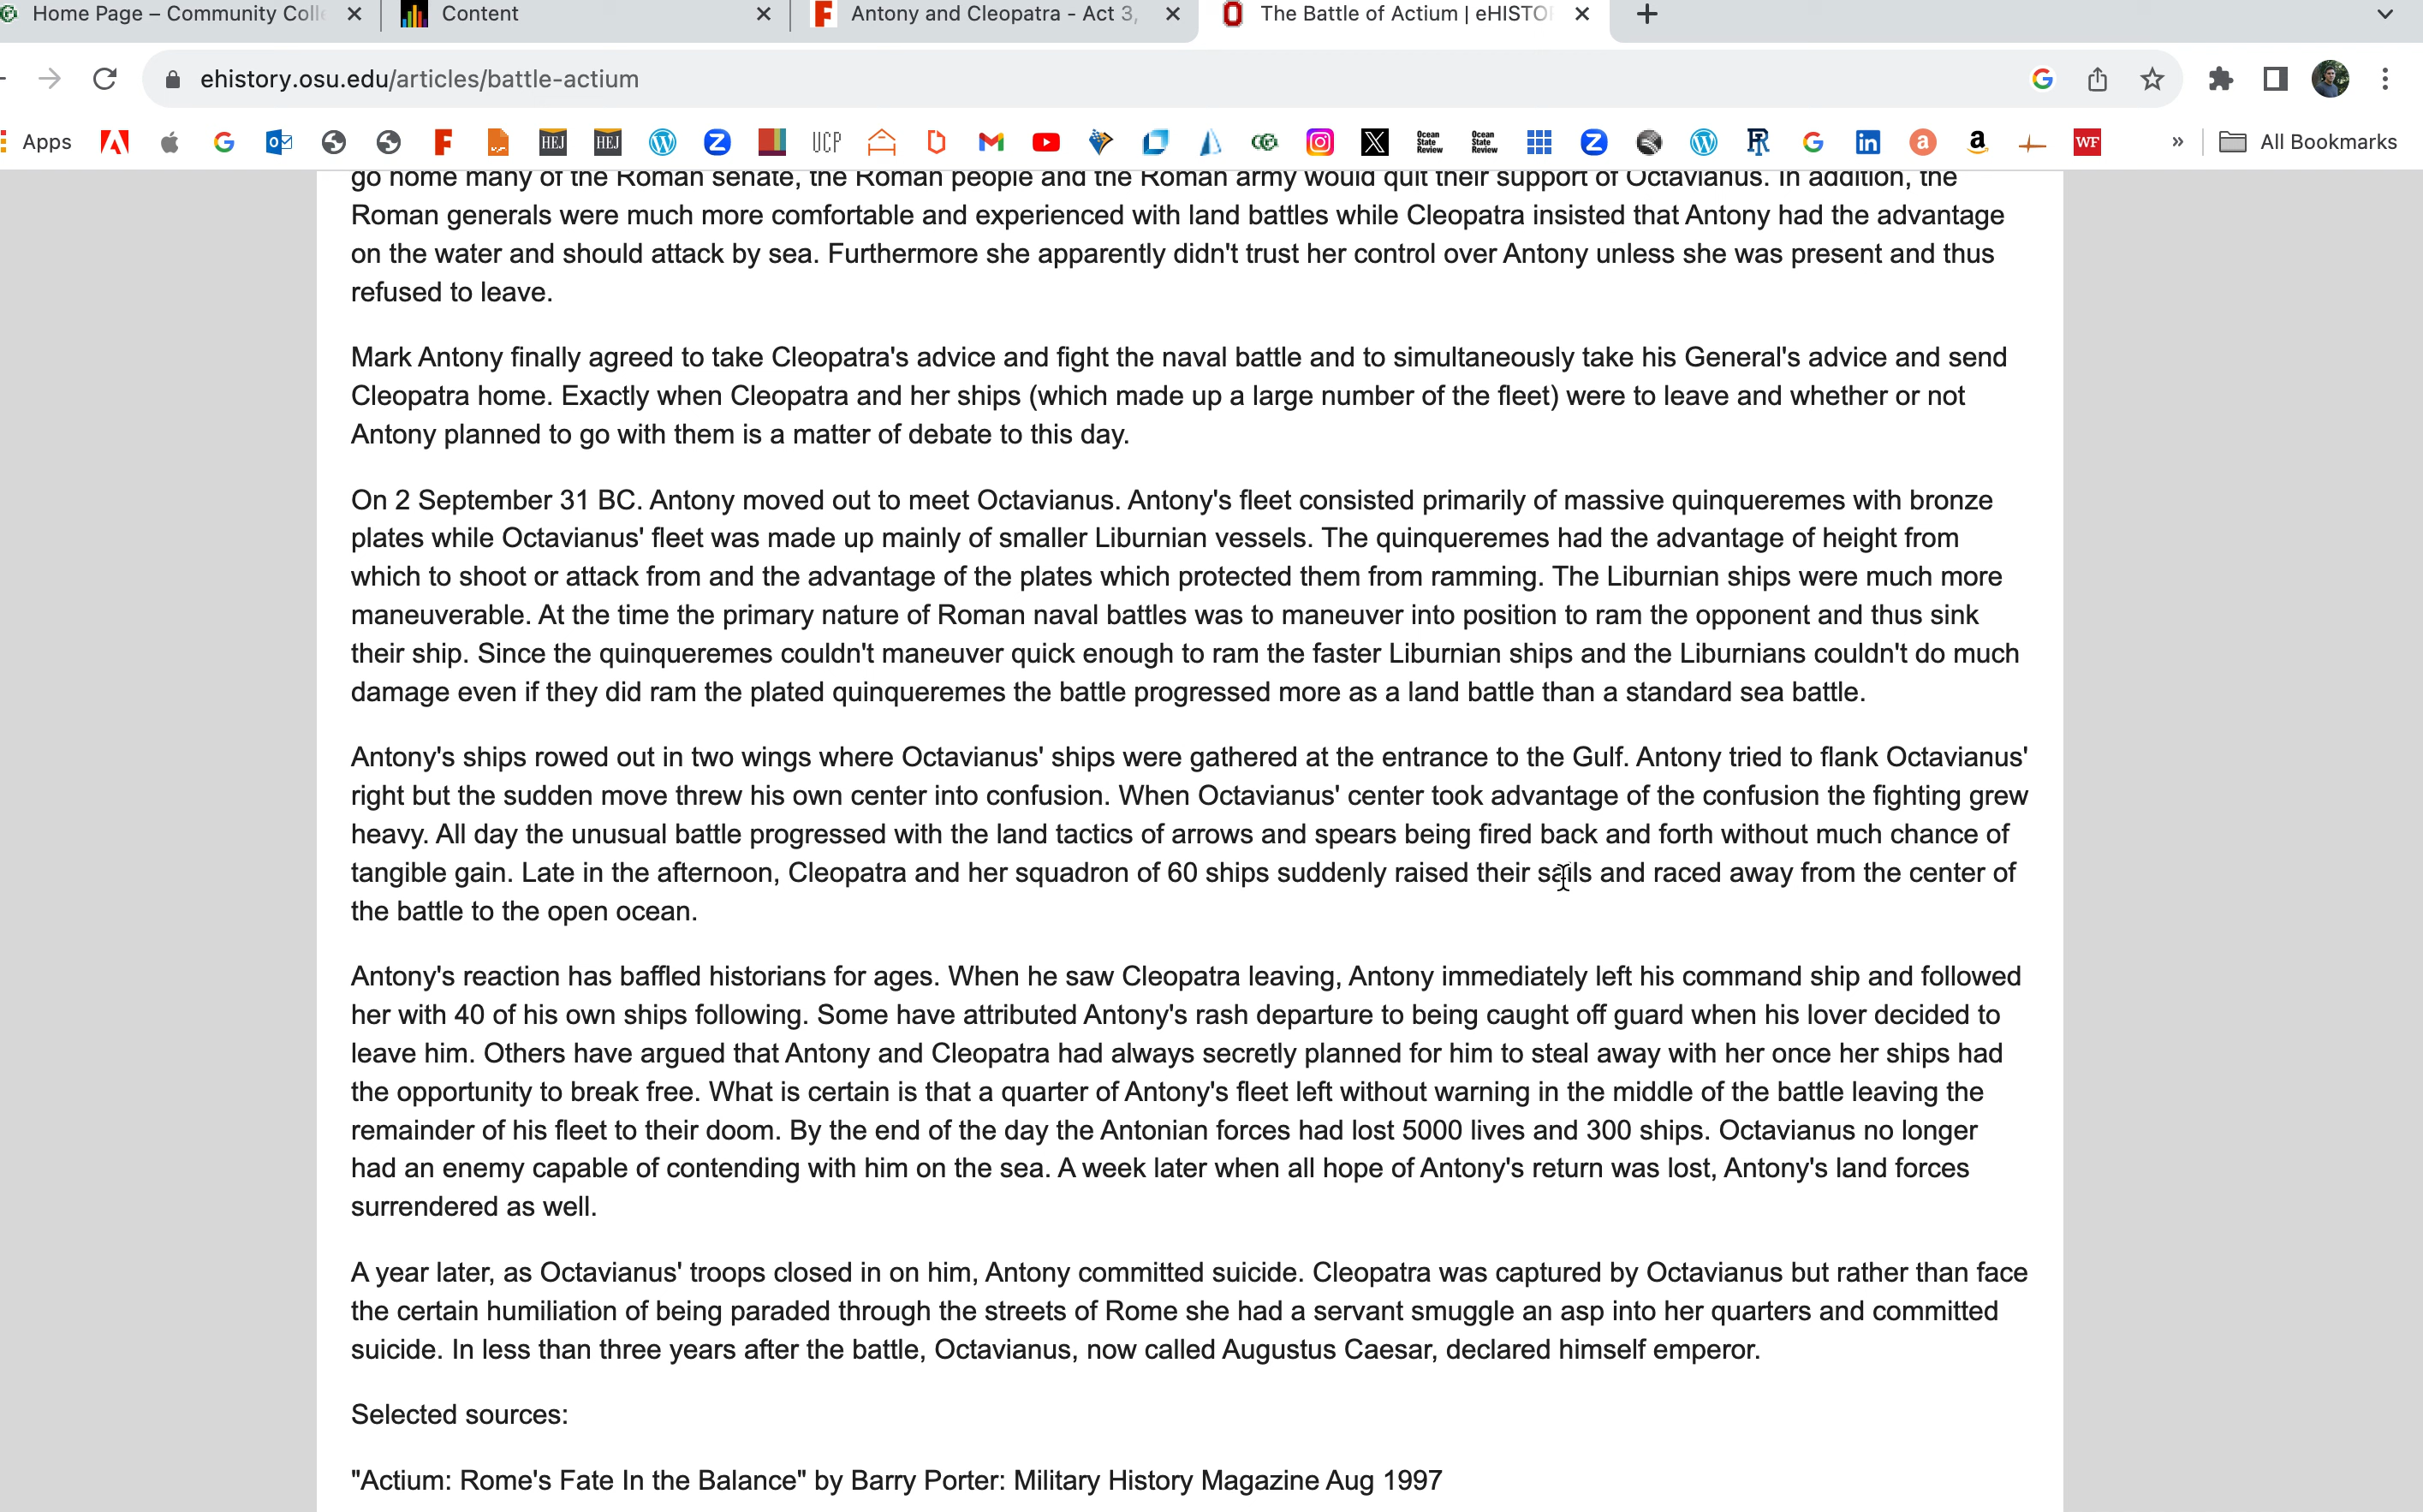 Home Page – Community Colle
Content
Antony and Cleopatra - Act 3,
The Battle of Actium | eHISTO
ehistory.osu.edu/articles/battle-actium
Apps
HEJ
HEJ
UCP
Ocean State Review
Ocean State Review
WF
»
All Bookmarks
go home many of the Roman senate, the Roman people and the Roman army would quit their support of Octavianus. In addition, the
Roman generals were much more comfortable and experienced with land battles while Cleopatra insisted that Antony had the advantage
on the water and should attack by sea. Furthermore she apparently didn't trust her control over Antony unless she was present and thus
refused to leave.
Mark Antony finally agreed to take Cleopatra's advice and fight the naval battle and to simultaneously take his General's advice and send
Cleopatra home. Exactly when Cleopatra and her ships (which made up a large number of the fleet) were to leave and whether or not
Antony planned to go with them is a matter of debate to this day.
On 2 September 31 BC. Antony moved out to meet Octavianus. Antony's fleet consisted primarily of massive quinqueremes with bronze
plates while Octavianus' fleet was made up mainly of smaller Liburnian vessels. The quinqueremes had the advantage of height from
which to shoot or attack from and the advantage of the plates which protected them from ramming. The Liburnian ships were much more
maneuverable. At the time the primary nature of Roman naval battles was to maneuver into position to ram the opponent and thus sink
their ship. Since the quinqueremes couldn't maneuver quick enough to ram the faster Liburnian ships and the Liburnians couldn't do much
damage even if they did ram the plated quinqueremes the battle progressed more as a land battle than a standard sea battle.
Antony's ships rowed out in two wings where Octavianus' ships were gathered at the entrance to the Gulf. Antony tried to flank Octavianus'
right but the sudden move threw his own center into confusion. When Octavianus' center took advantage of the confusion the fighting grew
heavy. All day the unusual battle progressed with the land tactics of arrows and spears being fired back and forth without much chance of
tangible gain. Late in the afternoon, Cleopatra and her squadron of 60 ships suddenly raised their sails and raced away from the center of
the battle to the open ocean.
Antony's reaction has baffled historians for ages. When he saw Cleopatra leaving, Antony immediately left his command ship and followed
her with 40 of his own ships following. Some have attributed Antony's rash departure to being caught off guard when his lover decided to
leave him. Others have argued that Antony and Cleopatra had always secretly planned for him to steal away with her once her ships had
the opportunity to break free. What is certain is that a quarter of Antony's fleet left without warning in the middle of the battle leaving the
remainder of his fleet to their doom. By the end of the day the Antonian forces had lost 5000 lives and 300 ships. Octavianus no longer
had an enemy capable of contending with him on the sea. A week later when all hope of Antony's return was lost, Antony's land forces
surrendered as well.
A year later, as Octavianus' troops closed in on him, Antony committed suicide. Cleopatra was captured by Octavianus but rather than face
the certain humiliation of being paraded through the streets of Rome she had a servant smuggle an asp into her quarters and committed
suicide. In less than three years after the battle, Octavianus, now called Augustus Caesar, declared himself emperor.
Selected sources:
"Actium: Rome's Fate In the Balance" by Barry Porter: Military History Magazine Aug 1997